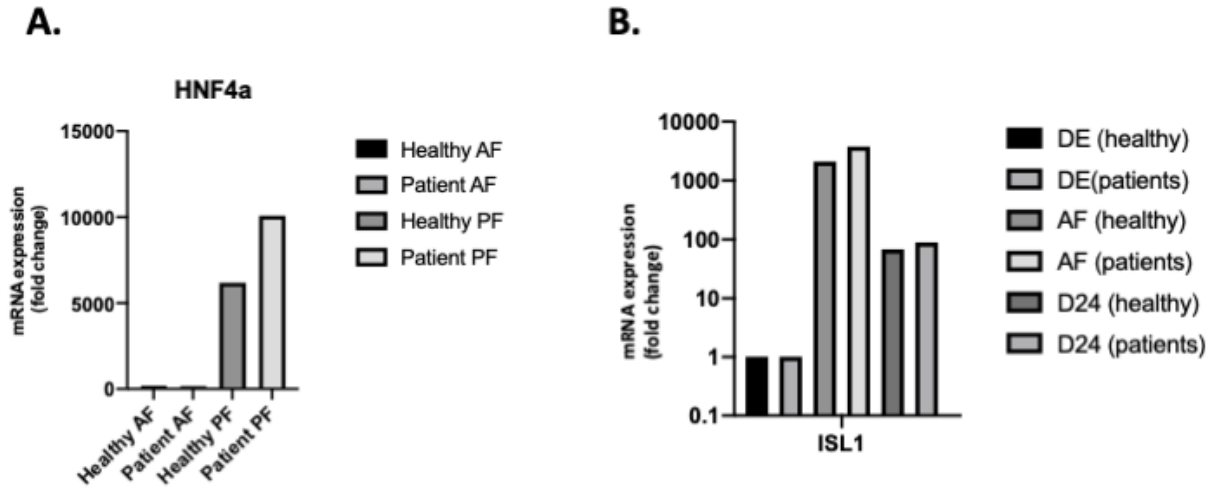 A.
HNF4a
mRNA expression
(fold change)
15000
10000
5000
0
Healthy AF
Patient AF
Healthy PF
Patient PF
Healthy AF
Patient AF
Healthy PF
Patient PF
B.
mRNA expression
(fold change)
10000
1000
100
10
1
0.1
ISL1
DE (healthy)
DE(patients)
AF (healthy)
AF (patients)
D24 (healthy)
D24 (patients)